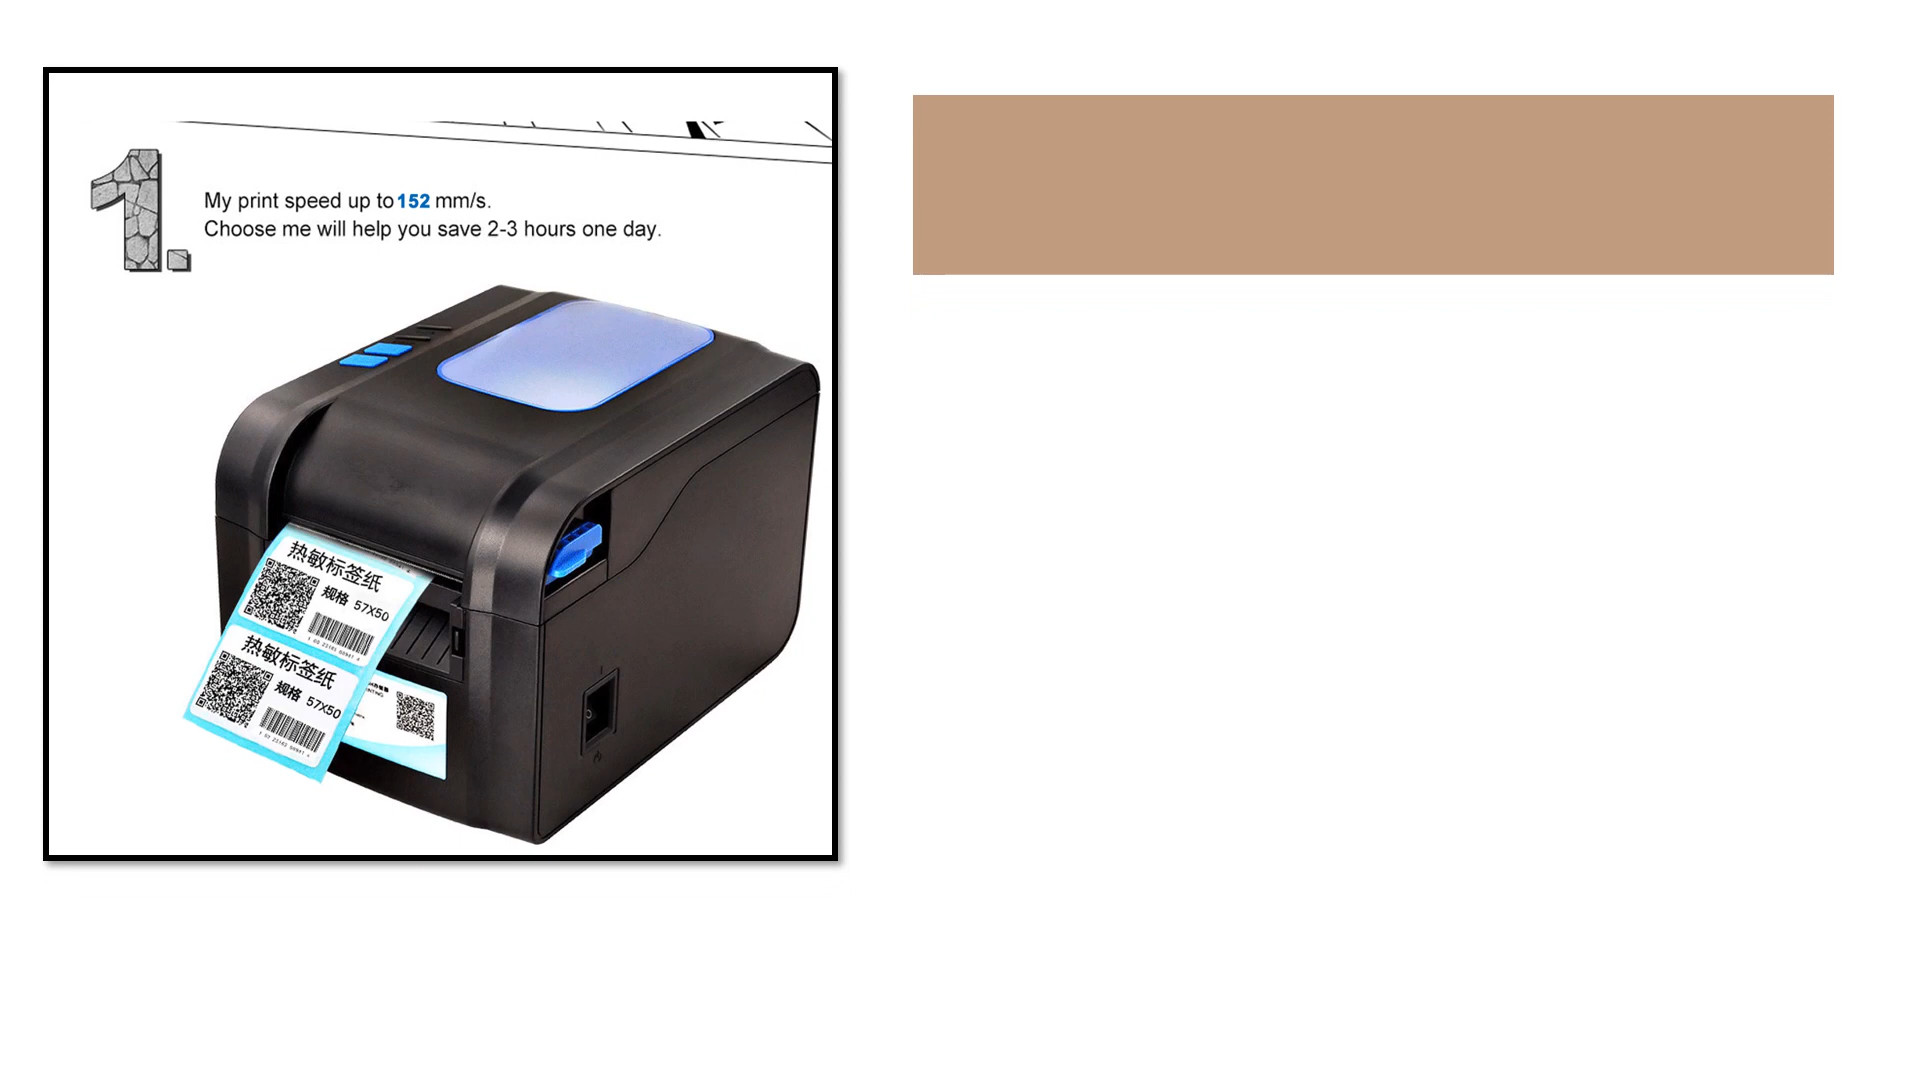 1.
My print speed up to 152 mm/s.
Choose me will help you save 2-3 hours one day.
热敏标签纸
规格 57X50
热敏标签纸
规格 57X50